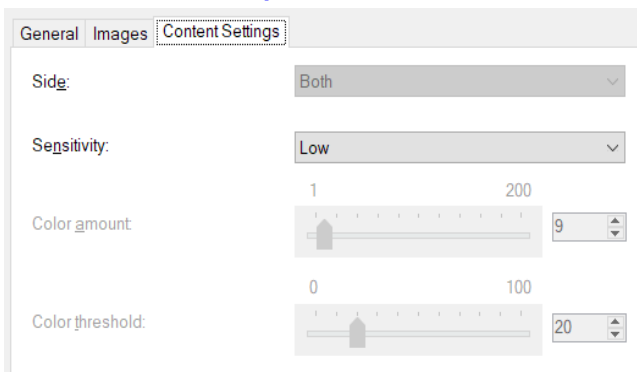 General Images Content Settings
Side: Both
Sensitivity: Low
1 200
Color amount: 9
0 100
Color threshold: 20